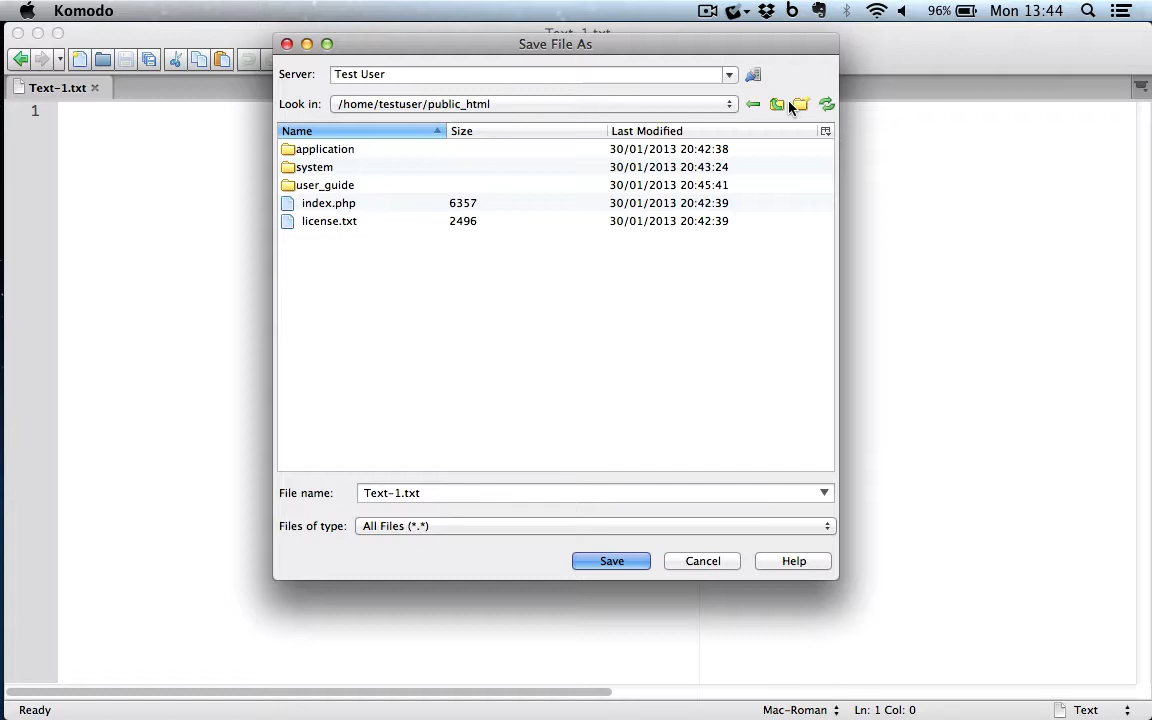 Komodo
96%
Mon 13:44
Text-1.txt
Save File As
Text-1.txt
Server:
Test User
Look in:
/home/testuser/public_html
1
Name
Size
Last Modified
application
30/01/2013 20:42:38
system
30/01/2013 20:43:24
user_guide
30/01/2013 20:45:41
index.php
6357
30/01/2013 20:42:39
license.txt
2496
30/01/2013 20:42:39
File name:
Text-1.txt
Files of type:
All Files (*.*)
Save
Cancel
Help
Ready
Mac-Roman
Ln: 1 Col: 0
Text